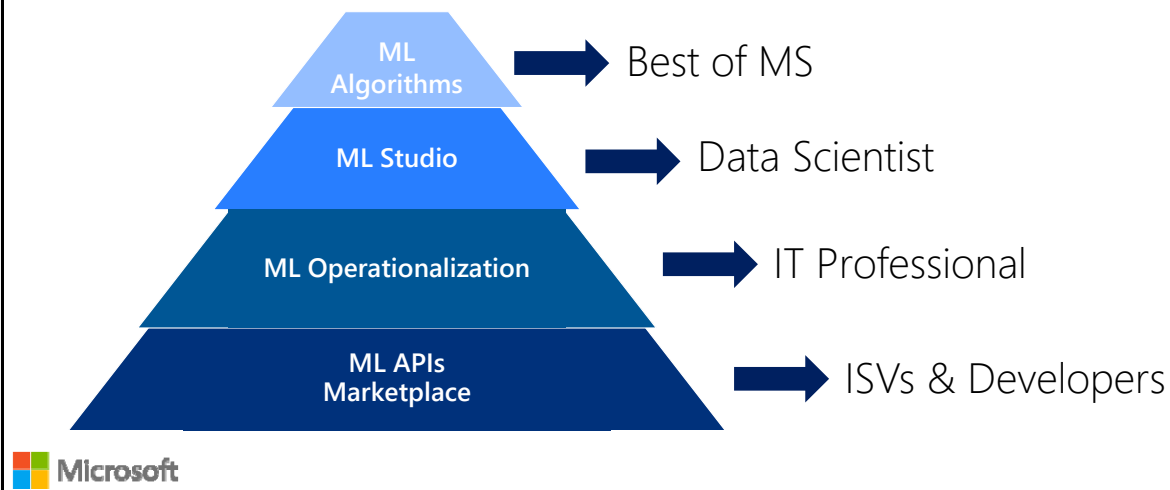 ML
Algorithms
Best of MS
ML Studio
Data Scientist
ML Operationalization
IT Professional
ML APIs
Marketplace
ISVs & Developers
Microsoft